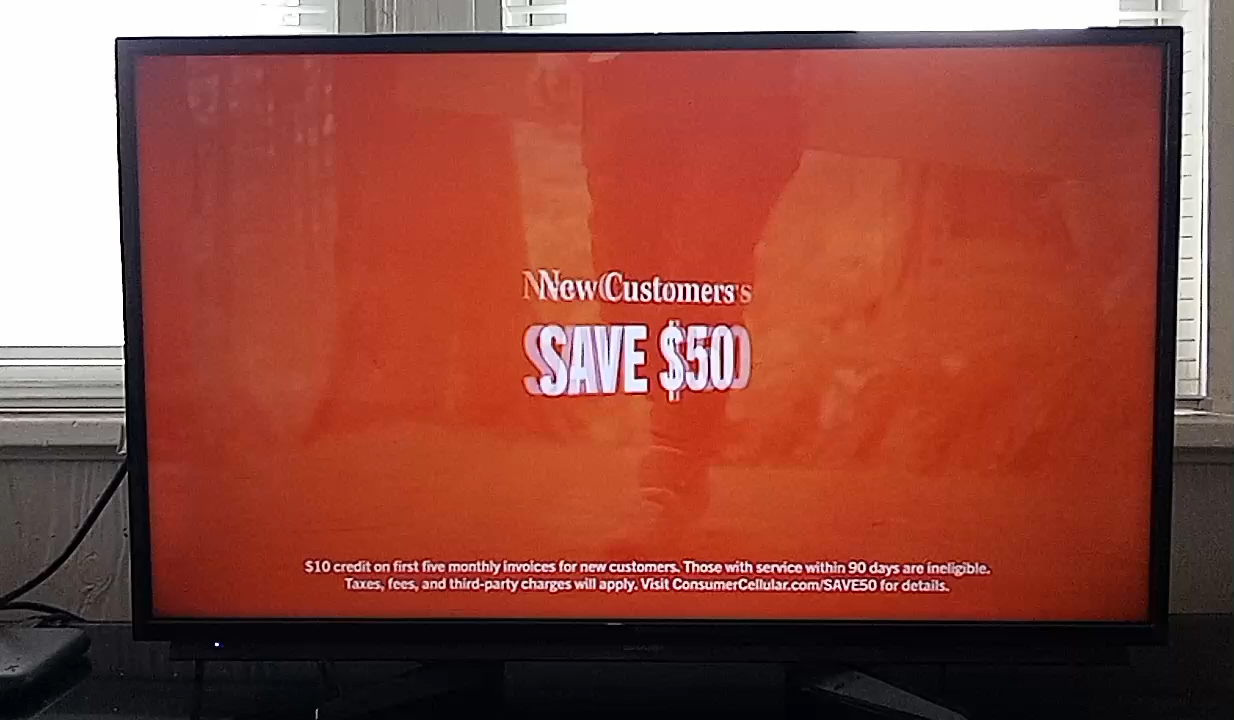 New Customers
SAVE $50
$10 credit on first five monthly invoices for new customers. Those with service within 90 days are ineligible.
Taxes, fees, and third-party charges will apply. Visit ConsumerCellular.com/SAVE50 for details.